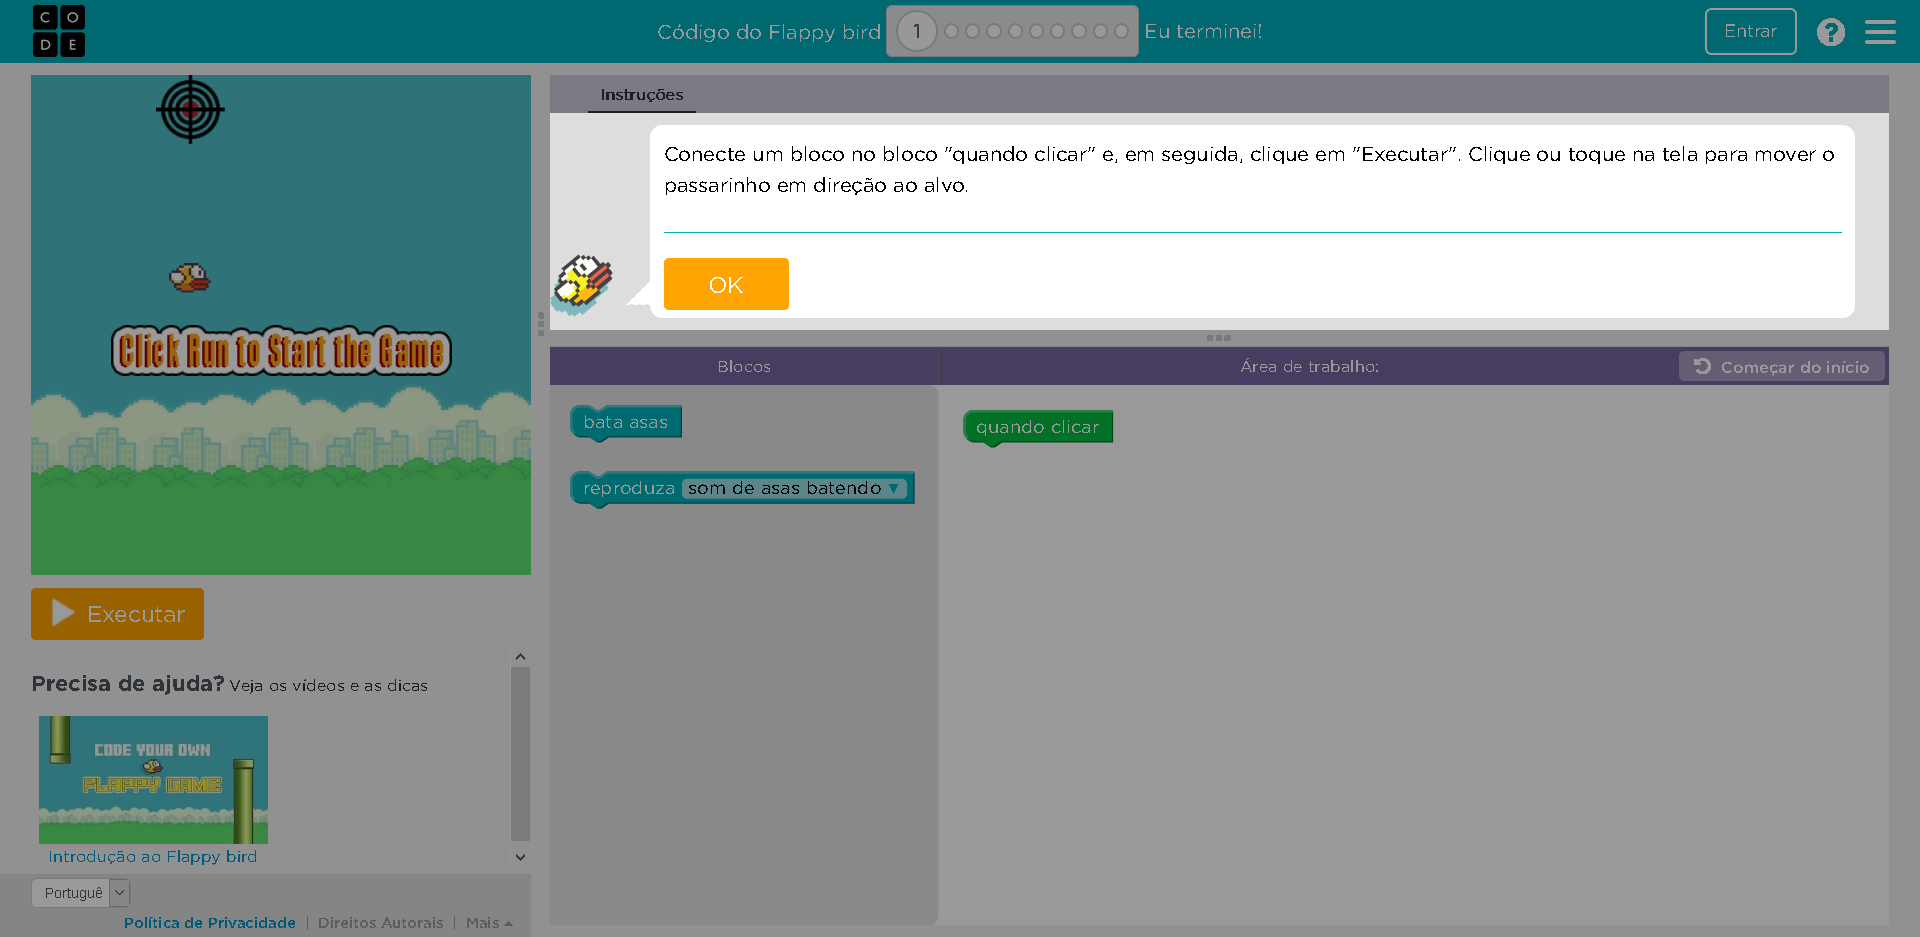 CODE
Código do Flappy bird
1
Eu terminei!
Entrar
?
Instruções
Conecte um bloco no bloco "quando clicar" e, em seguida, clique em "Executar". Clique ou toque na tela para mover o
passarinho em direção ao alvo.
OK
Click Run to Start the Game
Blocos
Área de trabalho:
Começar do início
bata asas
reproduza som de asas batendo
quando clicar
Executar
Precisa de ajuda? Veja os vídeos e as dicas
CODE YOUR OWN
FLAPPY GAME
Introdução ao Flappy bird
Portuguê
Política de Privacidade | Direitos Autorais | Mais